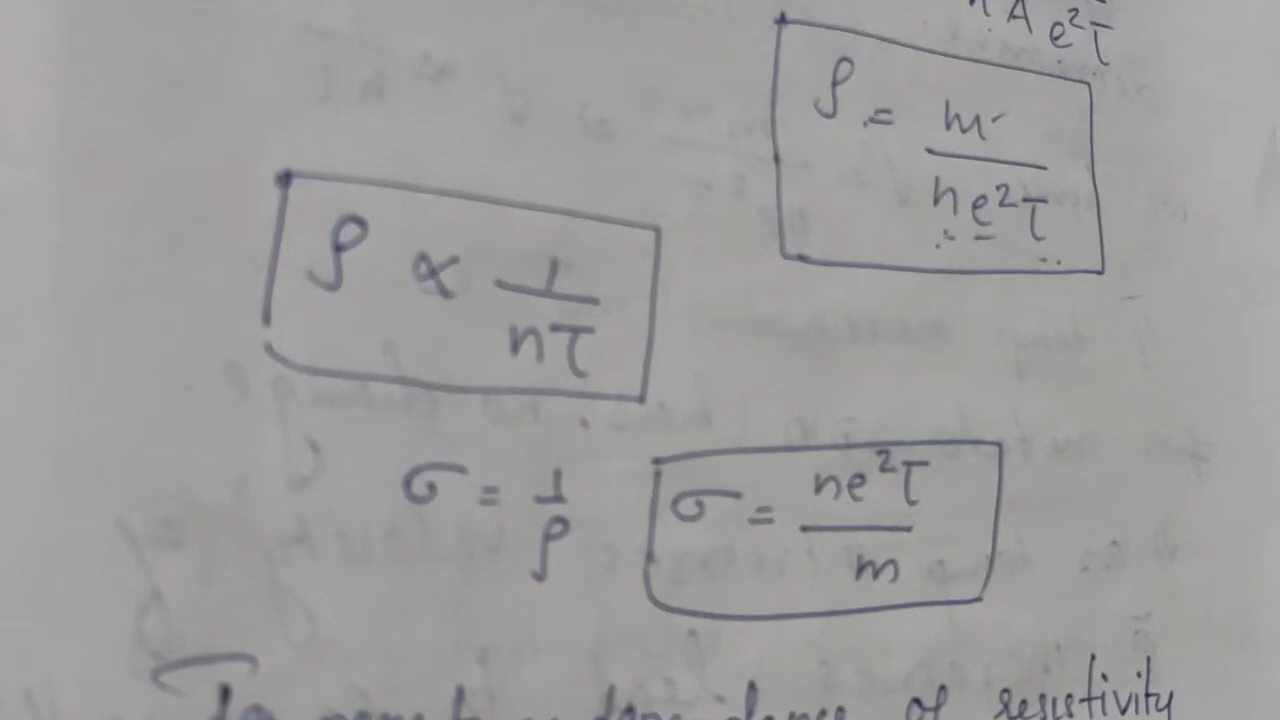 A e²τ
ρ = m / ne²τ
ρ ∝ 1 / nτ
σ = 1 / ρ
σ = ne²τ / m
of resistivity